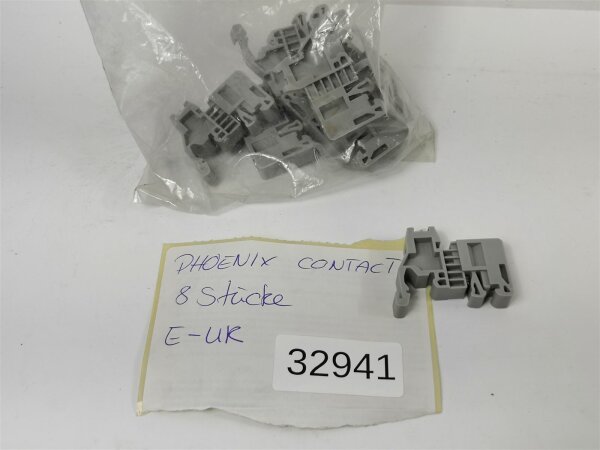 PHOENIX CONTACT
8 Stücke
E-UK
32941